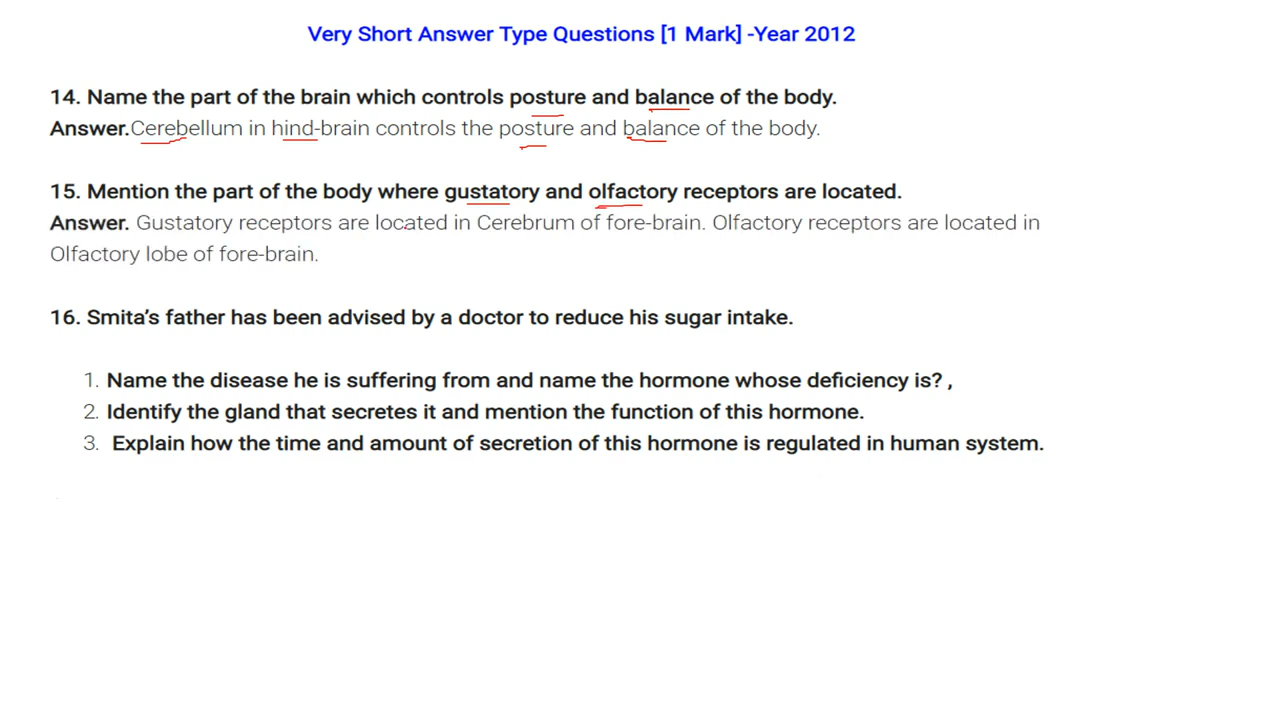 Very Short Answer Type Questions [1 Mark] -Year 2012
14. Name the part of the brain which controls posture and balance of the body.
Answer.Cerebellum in hind-brain controls the posture and balance of the body.
15. Mention the part of the body where gustatory and olfactory receptors are located.
Answer. Gustatory receptors are located in Cerebrum of fore-brain. Olfactory receptors are located in
Olfactory lobe of fore-brain.
16. Smita’s father has been advised by a doctor to reduce his sugar intake.
1. Name the disease he is suffering from and name the hormone whose deficiency is? ,
2. Identify the gland that secretes it and mention the function of this hormone.
3. Explain how the time and amount of secretion of this hormone is regulated in human system.